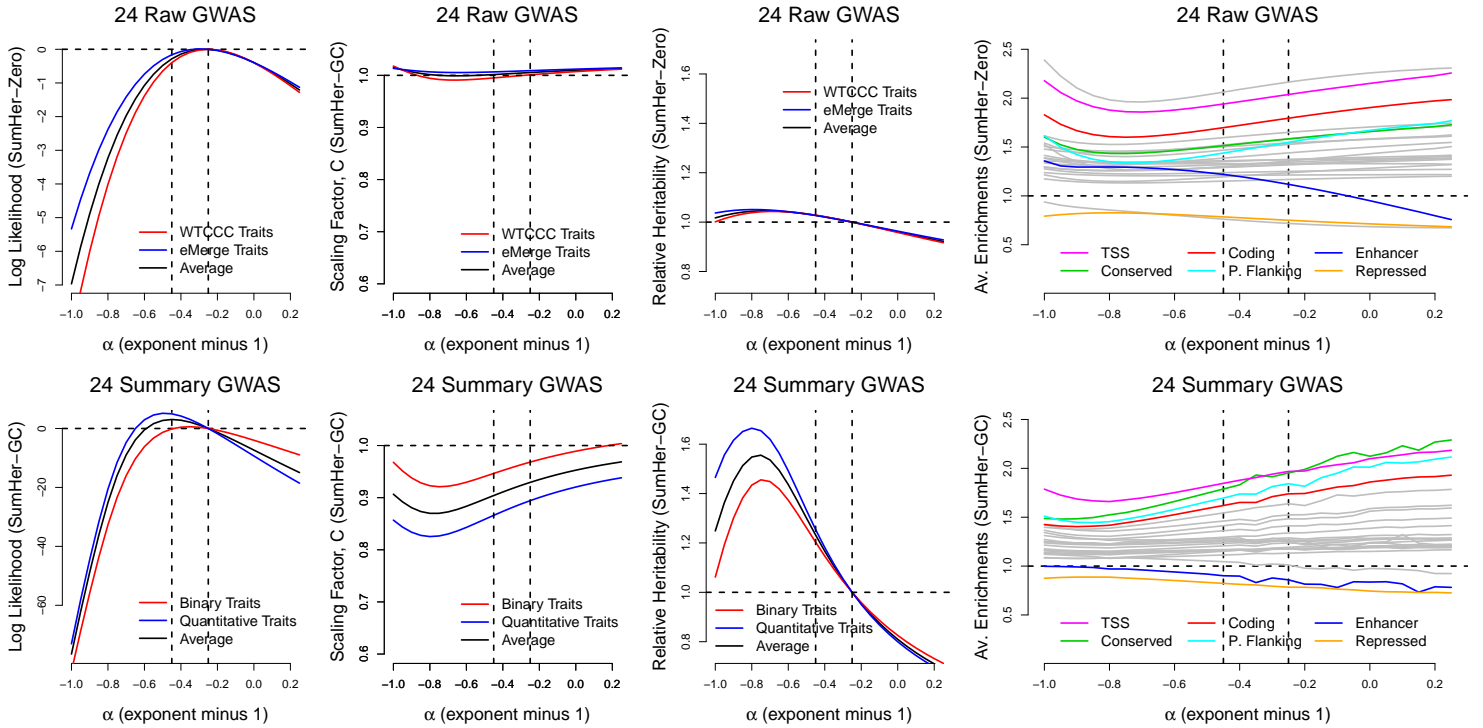 24 Raw GWAS
Log Likelihood (SumHer−Zero)
0
−1
−2
−3
−4
−5
−6
−7
WTCCC Traits
eMerge Traits
Average
−1.0 −0.8 −0.6 −0.4 −0.2 0.0 0.2
α (exponent minus 1)
24 Raw GWAS
Scaling Factor, C (SumHer−GC)
1.0
0.9
0.8
0.7
0.6
WTCCC Traits
eMerge Traits
Average
−1.0 −0.8 −0.6 −0.4 −0.2 0.0 0.2
α (exponent minus 1)
24 Raw GWAS
Relative Heritability (SumHer−Zero)
1.6
1.4
1.2
1.0
0.8
WTCCC Traits
eMerge Traits
Average
−1.0 −0.8 −0.6 −0.4 −0.2 0.0 0.2
α (exponent minus 1)
24 Raw GWAS
Av. Enrichments (SumHer−Zero)
2.5
2.0
1.5
1.0
0.5
TSS Coding Enhancer
Conserved P. Flanking Repressed
−1.0 −0.8 −0.6 −0.4 −0.2 0.0 0.2
α (exponent minus 1)
24 Summary GWAS
Log Likelihood (SumHer−GC)
0
−20
−40
−60
Binary Traits
Quantitative Traits
Average
−1.0 −0.8 −0.6 −0.4 −0.2 0.0 0.2
α (exponent minus 1)
24 Summary GWAS
Scaling Factor, C (SumHer−GC)
1.0
0.9
0.8
0.7
0.6
Binary Traits
Quantitative Traits
Average
−1.0 −0.8 −0.6 −0.4 −0.2 0.0 0.2
α (exponent minus 1)
24 Summary GWAS
Relative Heritability (SumHer−GC)
1.6
1.4
1.2
1.0
0.8
Binary Traits
Quantitative Traits
Average
−1.0 −0.8 −0.6 −0.4 −0.2 0.0 0.2
α (exponent minus 1)
24 Summary GWAS
Av. Enrichments (SumHer−GC)
2.5
2.0
1.5
1.0
0.5
TSS Coding Enhancer
Conserved P. Flanking Repressed
−1.0 −0.8 −0.6 −0.4 −0.2 0.0 0.2
α (exponent minus 1)